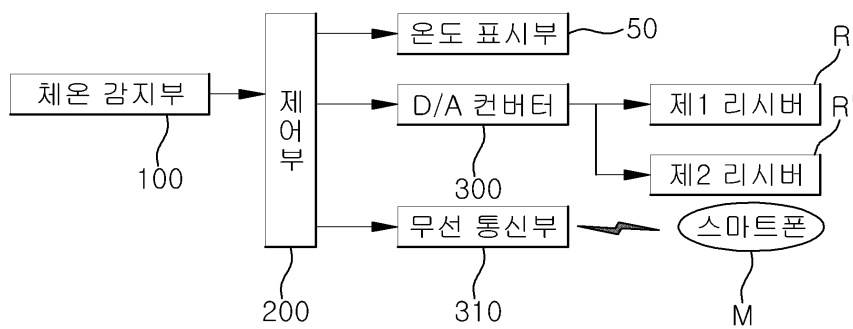 온도 표시부
50
체온 감지부
100
제어부
200
D/A 컨버터
300
제1 리시버
R
제2 리시버
R'
무선 통신부
310
스마트폰
M